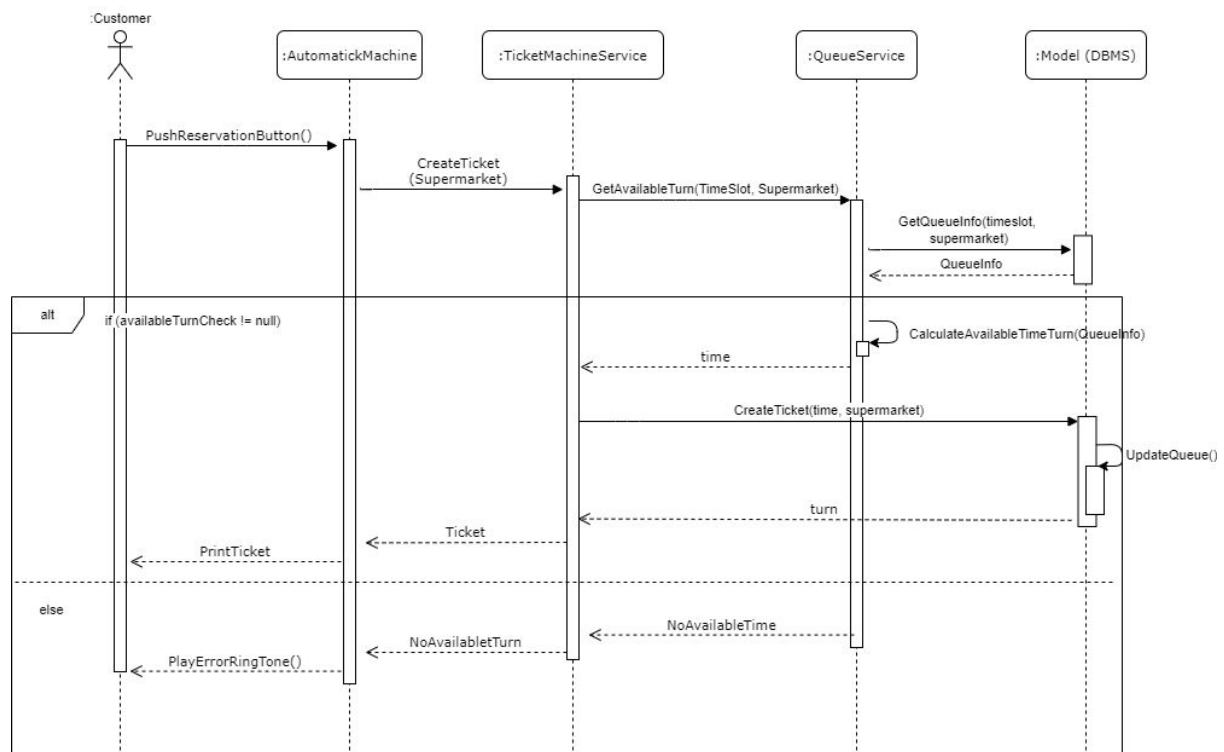 :Customer
:AutomatickMachine
:TicketMachineService
:QueueService
:Model (DBMS)
PushReservationButton()
CreateTicket
(Supermarket)
GetAvailableTurn(TimeSlot, Supermarket)
GetQueueInfo(timeslot,
supermarket)
QueueInfo
alt
if (availableTurnCheck != null)
CalculateAvailableTimeTurn(QueueInfo)
time
CreateTicket(time, supermarket)
UpdateQueue()
turn
Ticket
PrintTicket
else
NoAvailableTime
NoAvailabletTurn
PlayErrorRingTone()